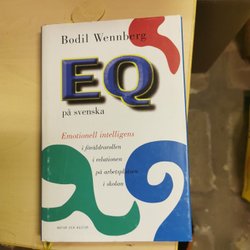 Bodil Wennberg
EQ
på svenska
Emotionell intelligens
i föräldrarollen
i relationen
på arbetsplatsen
i skolan